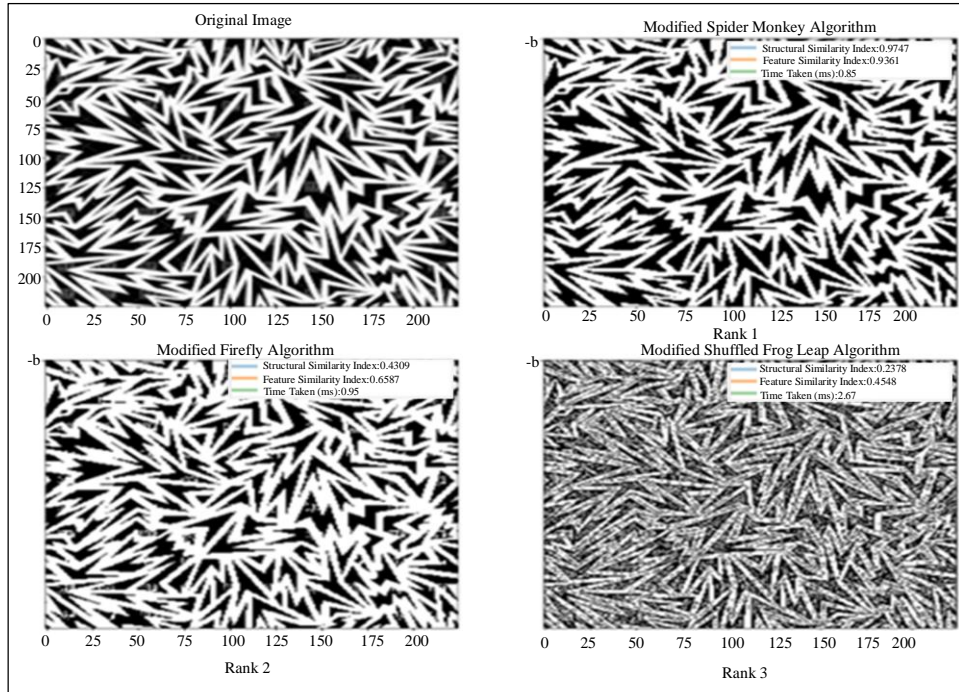 Original Image
0
25
50
75
100
125
150
175
200
0 25 50 75 100 125 150 175 200
Modified Spider Monkey Algorithm
-b
Structural Similarity Index:0.9747
Feature Similarity Index:0.9361
Time Taken (ms):0.85
0 25 50 75 100 125 150 175 200
Rank 1
Modified Firefly Algorithm
-b
Structural Similarity Index:0.4309
Feature Similarity Index:0.6587
Time Taken (ms):0.95
0 25 50 75 100 125 150 175 200
Rank 2
Modified Shuffled Frog Leap Algorithm
-b
Structural Similarity Index:0.2378
Feature Similarity Index:0.4548
Time Taken (ms):2.67
0 25 50 75 100 125 150 175 200
Rank 3